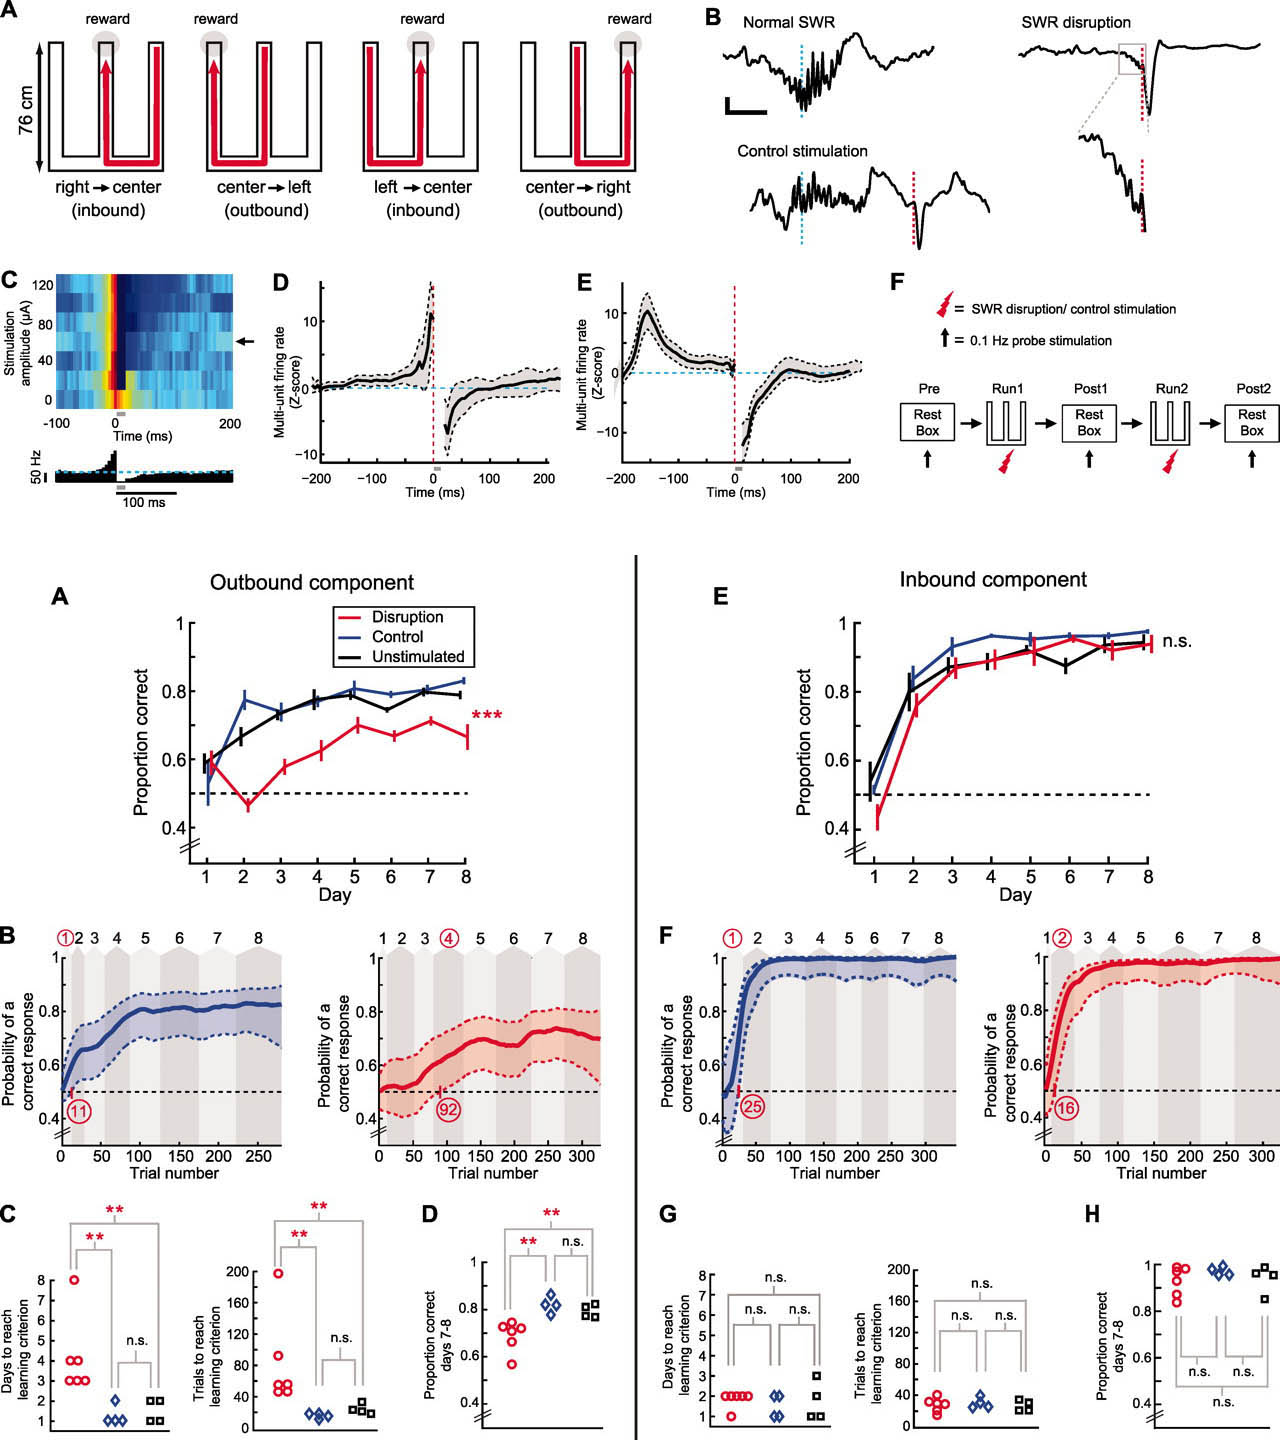 A
reward
reward
reward
reward
76 cm
right → center
(inbound)
center → left
(outbound)
left → center
(inbound)
center → right
(outbound)
B
Normal SWR
SWR disruption
Control stimulation
C
Stimulation
amplitude (µA)
120
80
40
0
-100
0
200
Time (ms)
50 Hz
100 ms
D
Multi-unit firing rate
(Z-score)
10
0
−10
−200
−100
0
100
200
Time (ms)
E
Multi-unit firing rate
(Z-score)
10
0
−10
−200
−100
0
100
200
Time (ms)
F
= SWR disruption/ control stimulation
= 0.1 Hz probe stimulation
Pre
Run1
Post1
Run2
Post2
Rest
Box
Rest
Box
Rest
Box
A
Outbound component
Disruption
Control
Unstimulated
Proportion correct
1
0.8
0.6
0.4
***
1 2 3 4 5 6 7 8
Day
E
Inbound component
Proportion correct
1
0.8
0.6
0.4
n.s.
1 2 3 4 5 6 7 8
Day
B
1 2 3 4 5 6 7 8
Probability of a
correct response
1
0.8
0.6
0.4
11
0 50 100 150 200 250
Trial number
1 2 3 4 5 6 7 8
Probability of a
correct response
1
0.8
0.6
0.4
92
0 50 100 150 200 250
Trial number
F
1 2 3 4 5 6 7 8
Probability of a
correct response
1
0.8
0.6
0.4
25
0 50 100 150 200 250 300
Trial number
1 2 3 4 5 6 7 8
Probability of a
correct response
1
0.8
0.6
0.4
16
0 50 100 150 200 250 300
Trial number
C
**
**
n.s.
Days to reach
learning criterion
8
7
6
5
4
3
2
1
**
**
n.s.
Trials to reach
learning criterion
200
160
120
80
40
0
D
**
**
n.s.
Proportion correct
days 7-8
1
0.8
0.6
0.4
G
n.s.
n.s.
n.s.
Days to reach
learning criterion
8
7
6
5
4
3
2
1
n.s.
n.s.
n.s.
Trials to reach
learning criterion
200
160
120
80
40
0
H
Proportion correct
days 7-8
1
0.8
0.6
0.4
n.s.
n.s.
n.s.